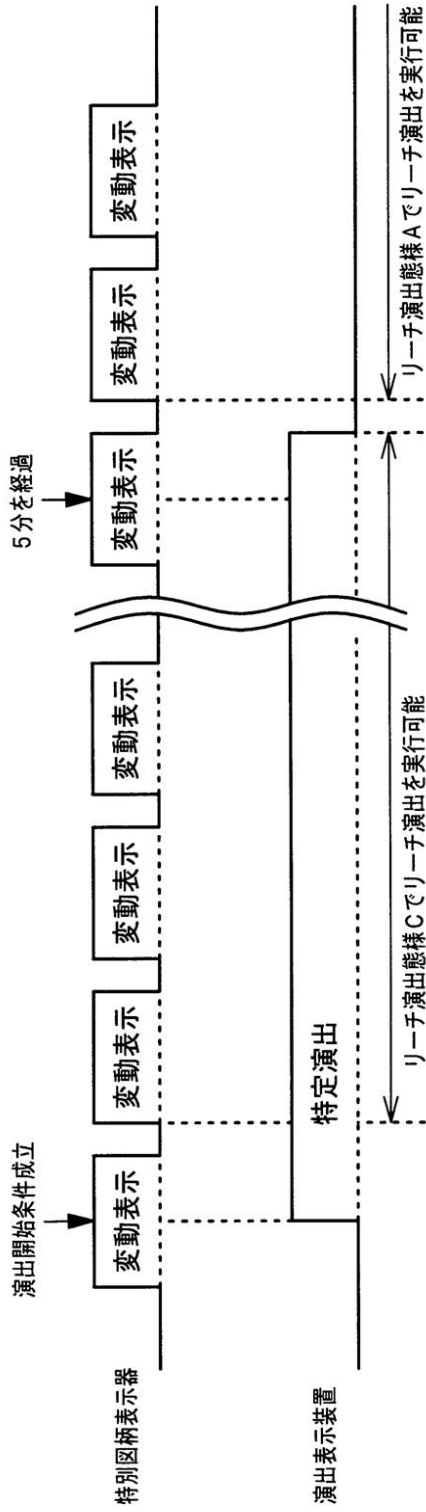 演出開始条件成立
5分を経過
特別図柄表示器
変動表示
変動表示
変動表示
変動表示
変動表示
変動表示
変動表示
演出表示装置
特定演出
リーチ演出態様Cでリーチ演出を実行可能
リーチ演出態様Aでリーチ演出を実行可能